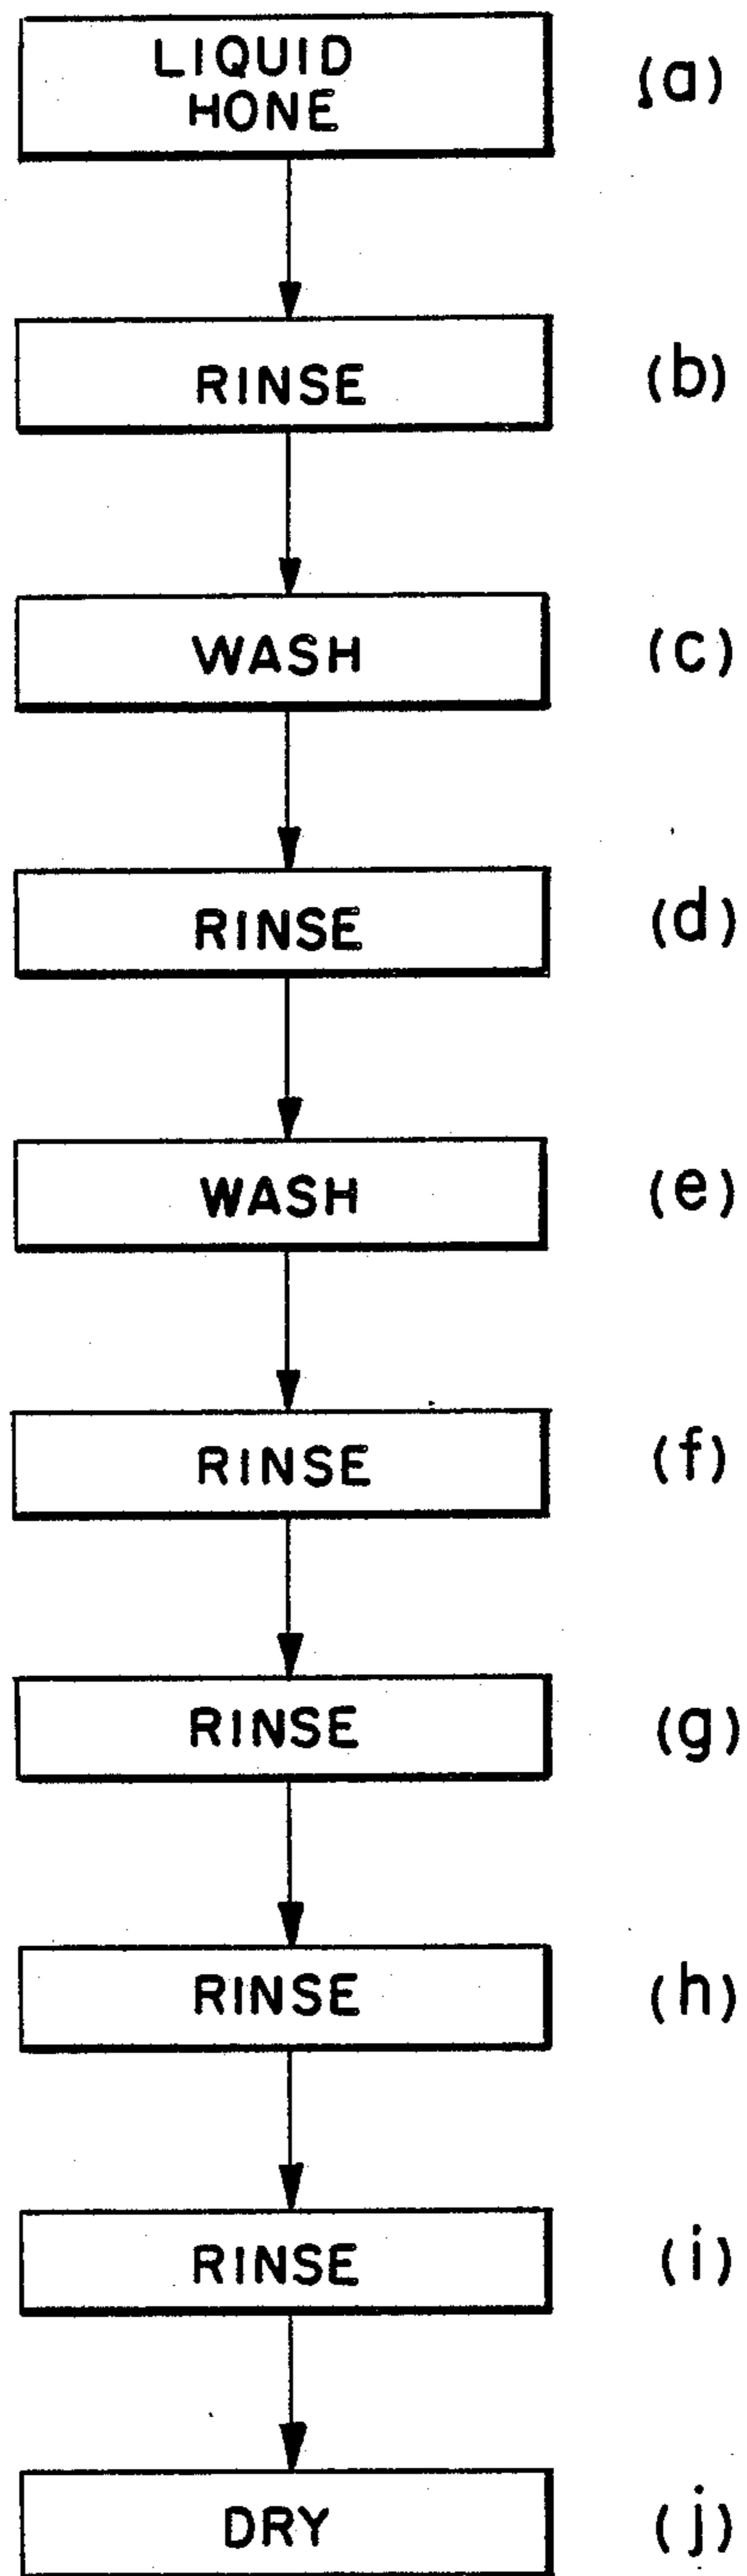 LIQUID
HONE
(a)
RINSE
(b)
WASH
(c)
RINSE
(d)
WASH
(e)
RINSE
(f)
RINSE
(g)
RINSE
(h)
RINSE
(i)
DRY
(j)